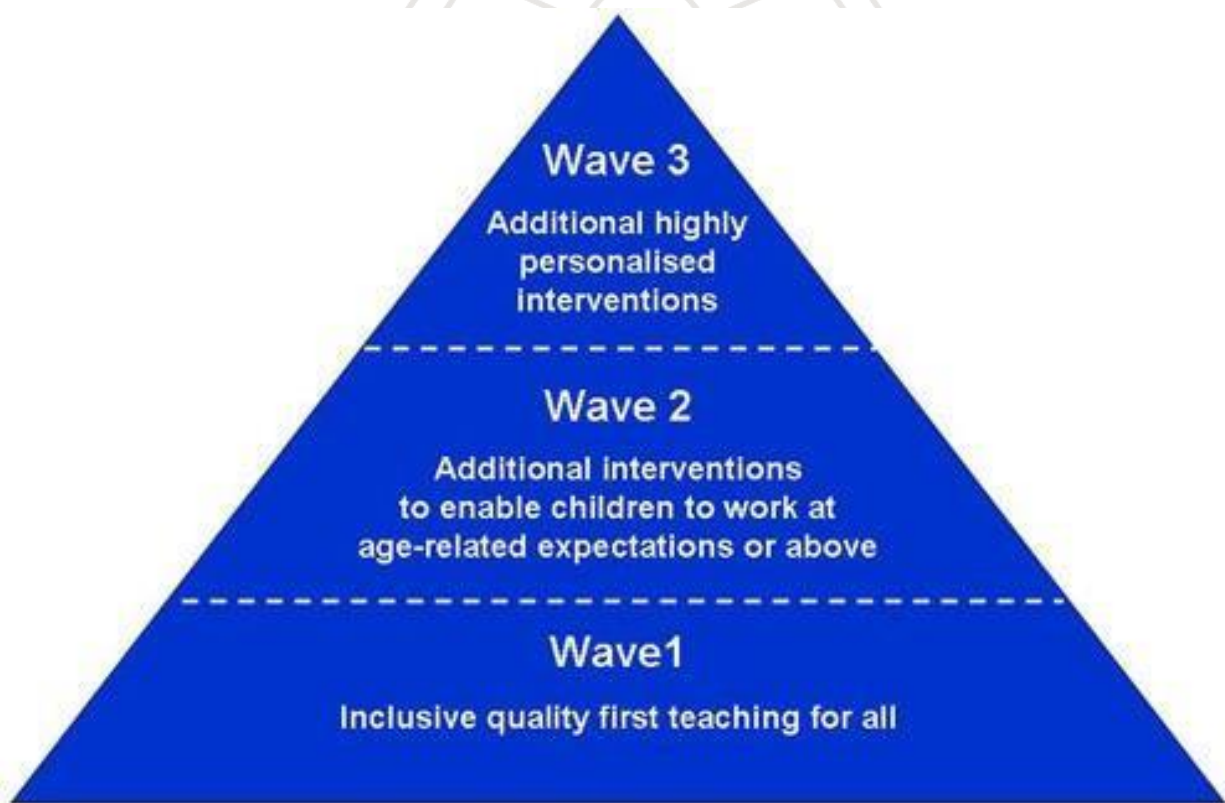 Wave 3
Additional highly
personalised
interventions
Wave 2
Additional interventions
to enable children to work at
age-related expectations or above
Wave1
Inclusive quality first teaching for all